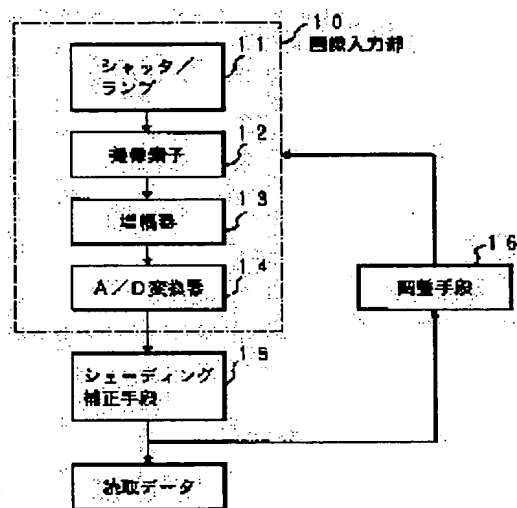 10
画像入力部
11
シャッタ/
ランプ
12
撮像素子
13
増幅器
14
A/D変換器
16
調整手段
15
シェーディング
補正手段
読取データ